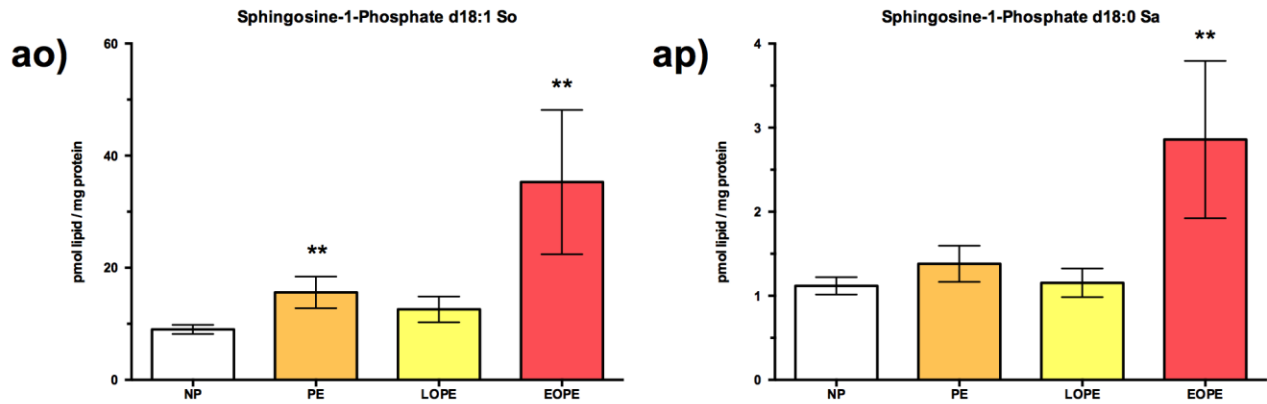 ao)
Sphingosine-1-Phosphate d18:1 So
pmol lipid / mg protein
60
40
20
0
**
**
NP PE LOPE EOPE
ap)
Sphingosine-1-Phosphate d18:0 Sa
pmol lipid / mg protein
4
3
2
1
0
**
NP PE LOPE EOPE